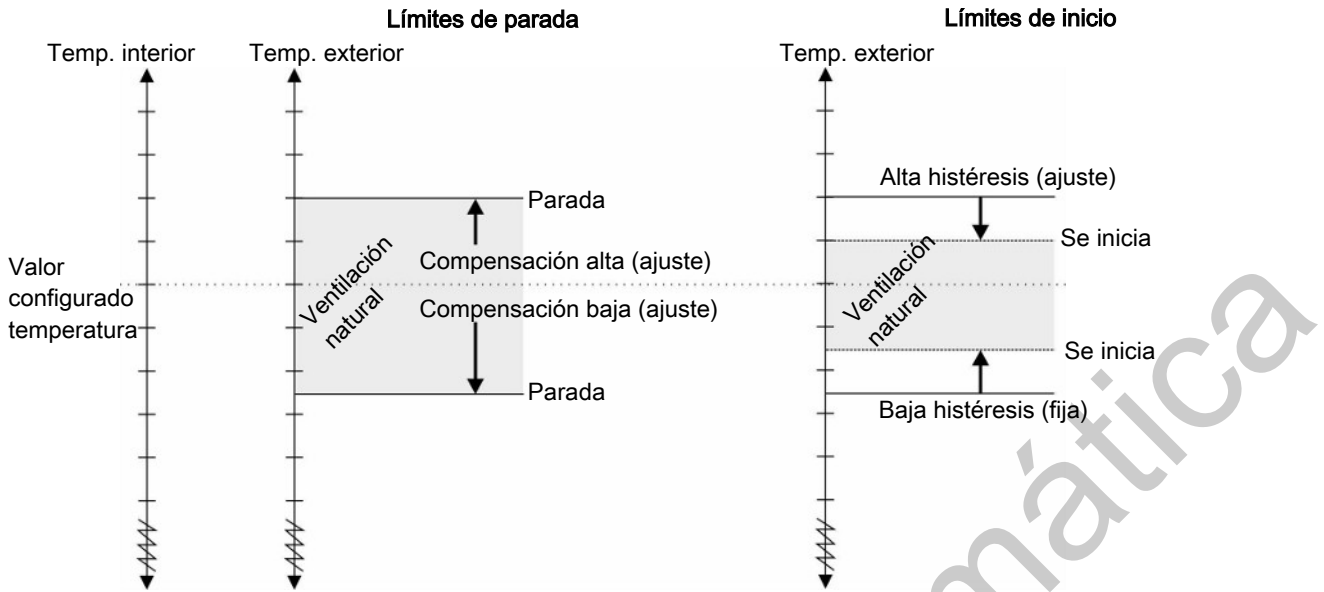 Límites de parada
Límites de inicio
Temp. interior
Temp. exterior
Temp. exterior
Parada
Compensación alta (ajuste)
Compensación baja (ajuste)
Parada
Ventilación
natural
Valor
configurado
temperatura
Alta histéresis (ajuste)
Se inicia
Ventilación
natural
Se inicia
Baja histéresis (fija)
mática